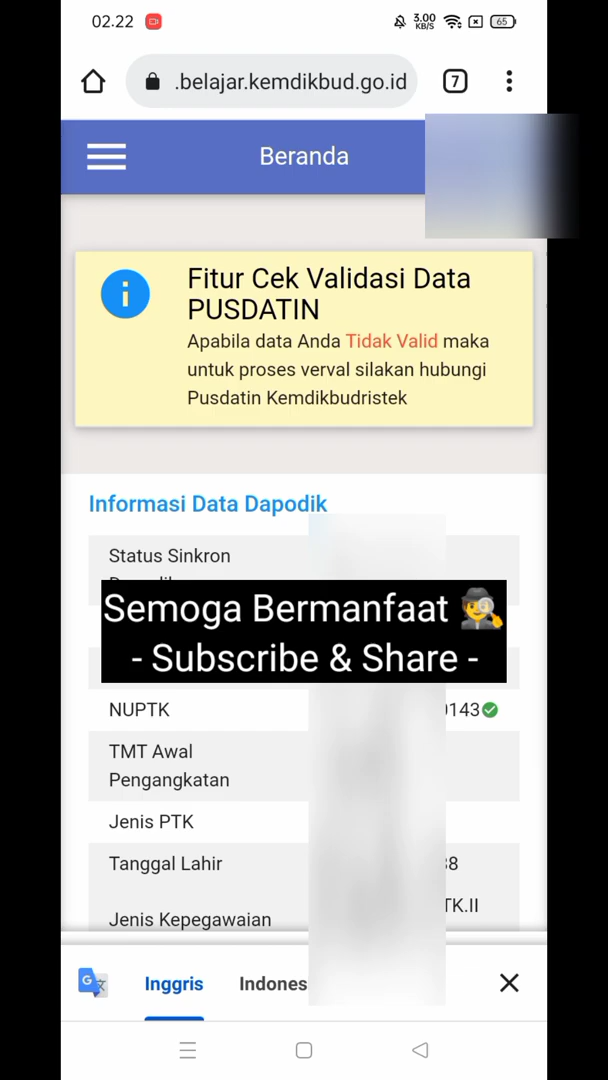 02.22
3.00
KB/S
65
.belajar.kemdikbud.go.id
7
Beranda
Fitur Cek Validasi Data
PUSDATIN
Apabila data Anda Tidak Valid maka
untuk proses verval silakan hubungi
Pusdatin Kemdikbudristek
Informasi Data Dapodik
Status Sinkron
Semoga Bermanfaat
- Subscribe & Share -
NUPTK
143
TMT Awal
Pengangkatan
Jenis PTK
Tanggal Lahir
8
TK.II
Jenis Kepegawaian
Inggris
Indones